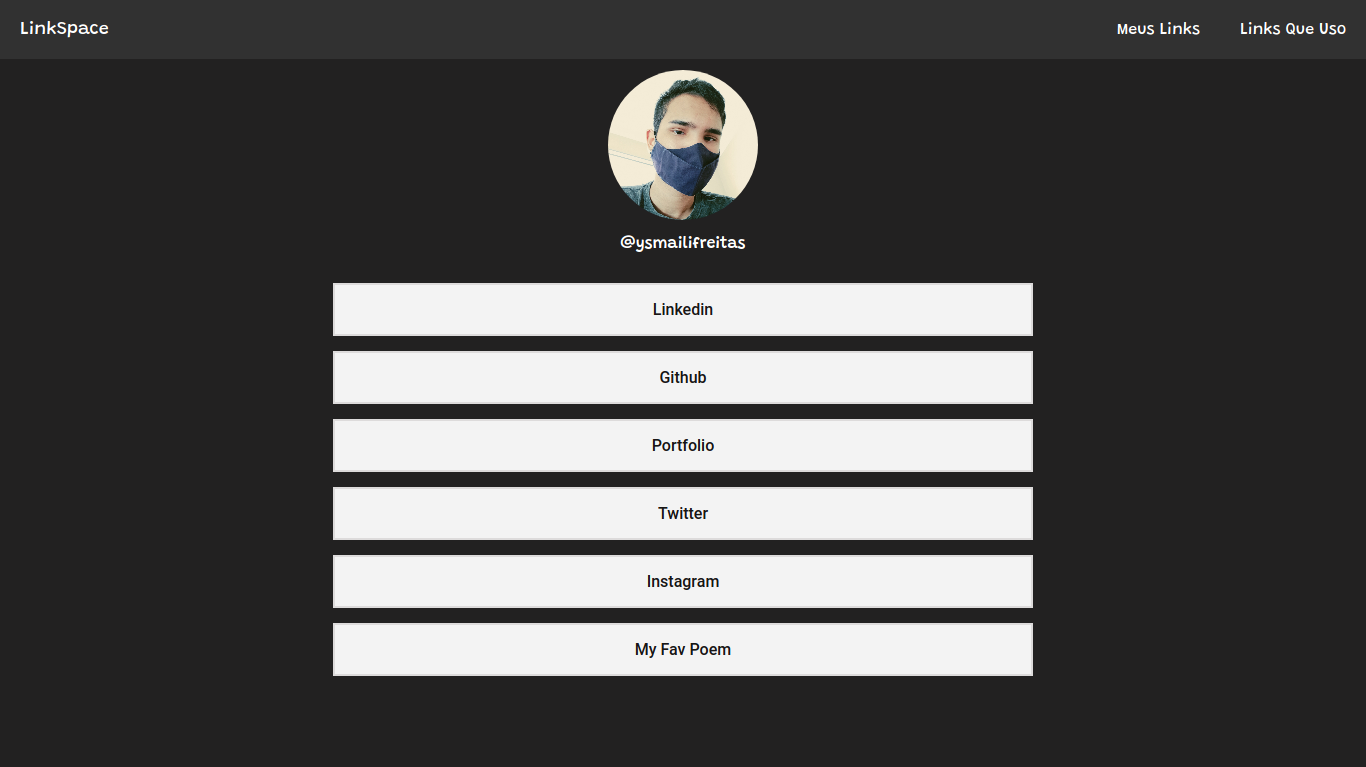 LinkSpace
Meus Links
Links Que Uso
@ysmailifreitas
Linkedin
Github
Portfolio
Twitter
Instagram
My Fav Poem